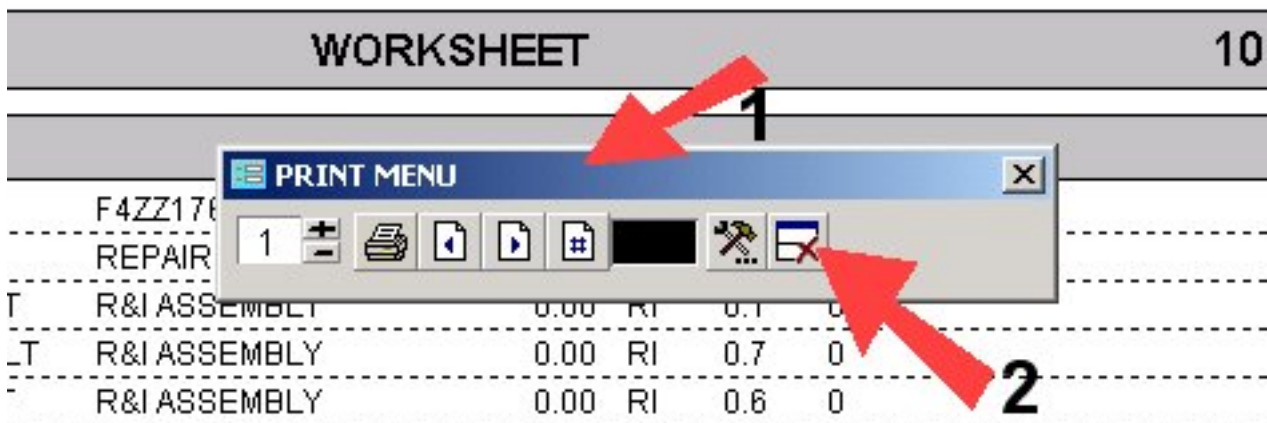 WORKSHEET 10
1
PRINT MENU
F4ZZ176
1 + - # ...
REPAIR
T R&I ASSEMBLY 0.00 RI 0.1 0
LT R&I ASSEMBLY 0.00 RI 0.7 0
R&I ASSEMBLY 0.00 RI 0.6 0
2